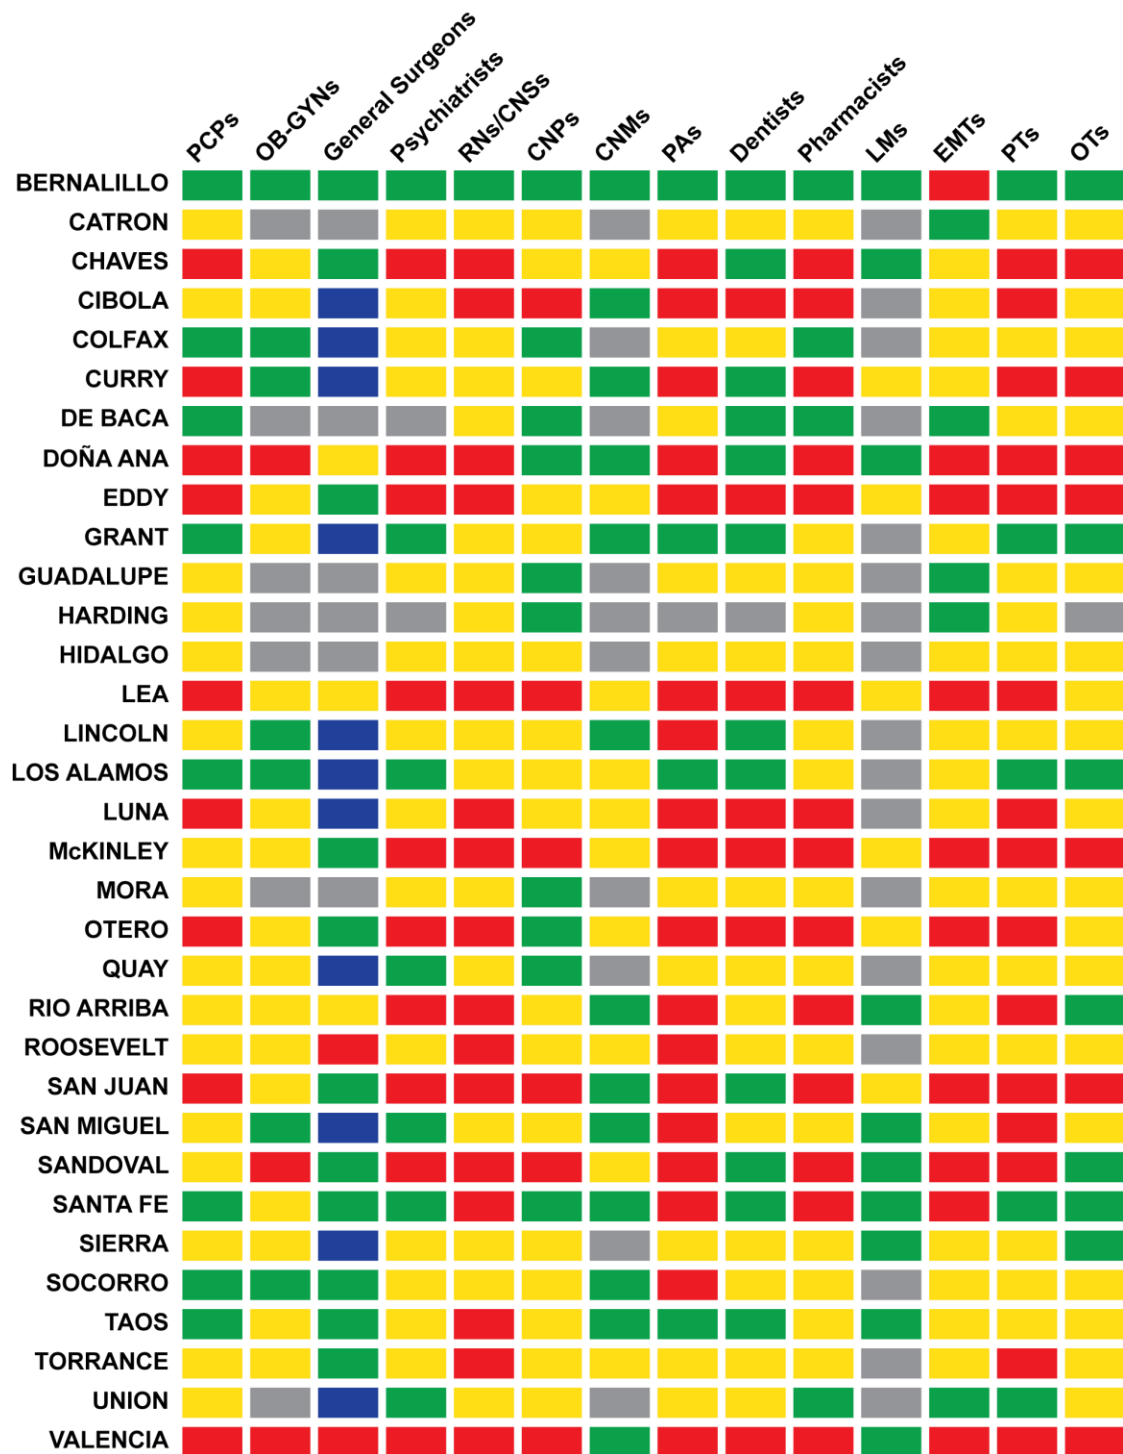 PCPs
OB-GYNs
General Surgeons
Psychiatrists
RNs/CNSs
CNPs
CNMs
PAs
Dentists
Pharmacists
LMs
EMTs
PTs
OTs
BERNALILLO
CATRON
CHAVES
CIBOLA
COLFAX
CURRY
DE BACA
DOÑA ANA
EDDY
GRANT
GUADALUPE
HARDING
HIDALGO
LEA
LINCOLN
LOS ALAMOS
LUNA
McKINLEY
MORA
OTERO
QUAY
RIO ARRIBA
ROOSEVELT
SAN JUAN
SAN MIGUEL
SANDOVAL
SANTA FE
SIERRA
SOCORRO
TAOS
TORRANCE
UNION
VALENCIA